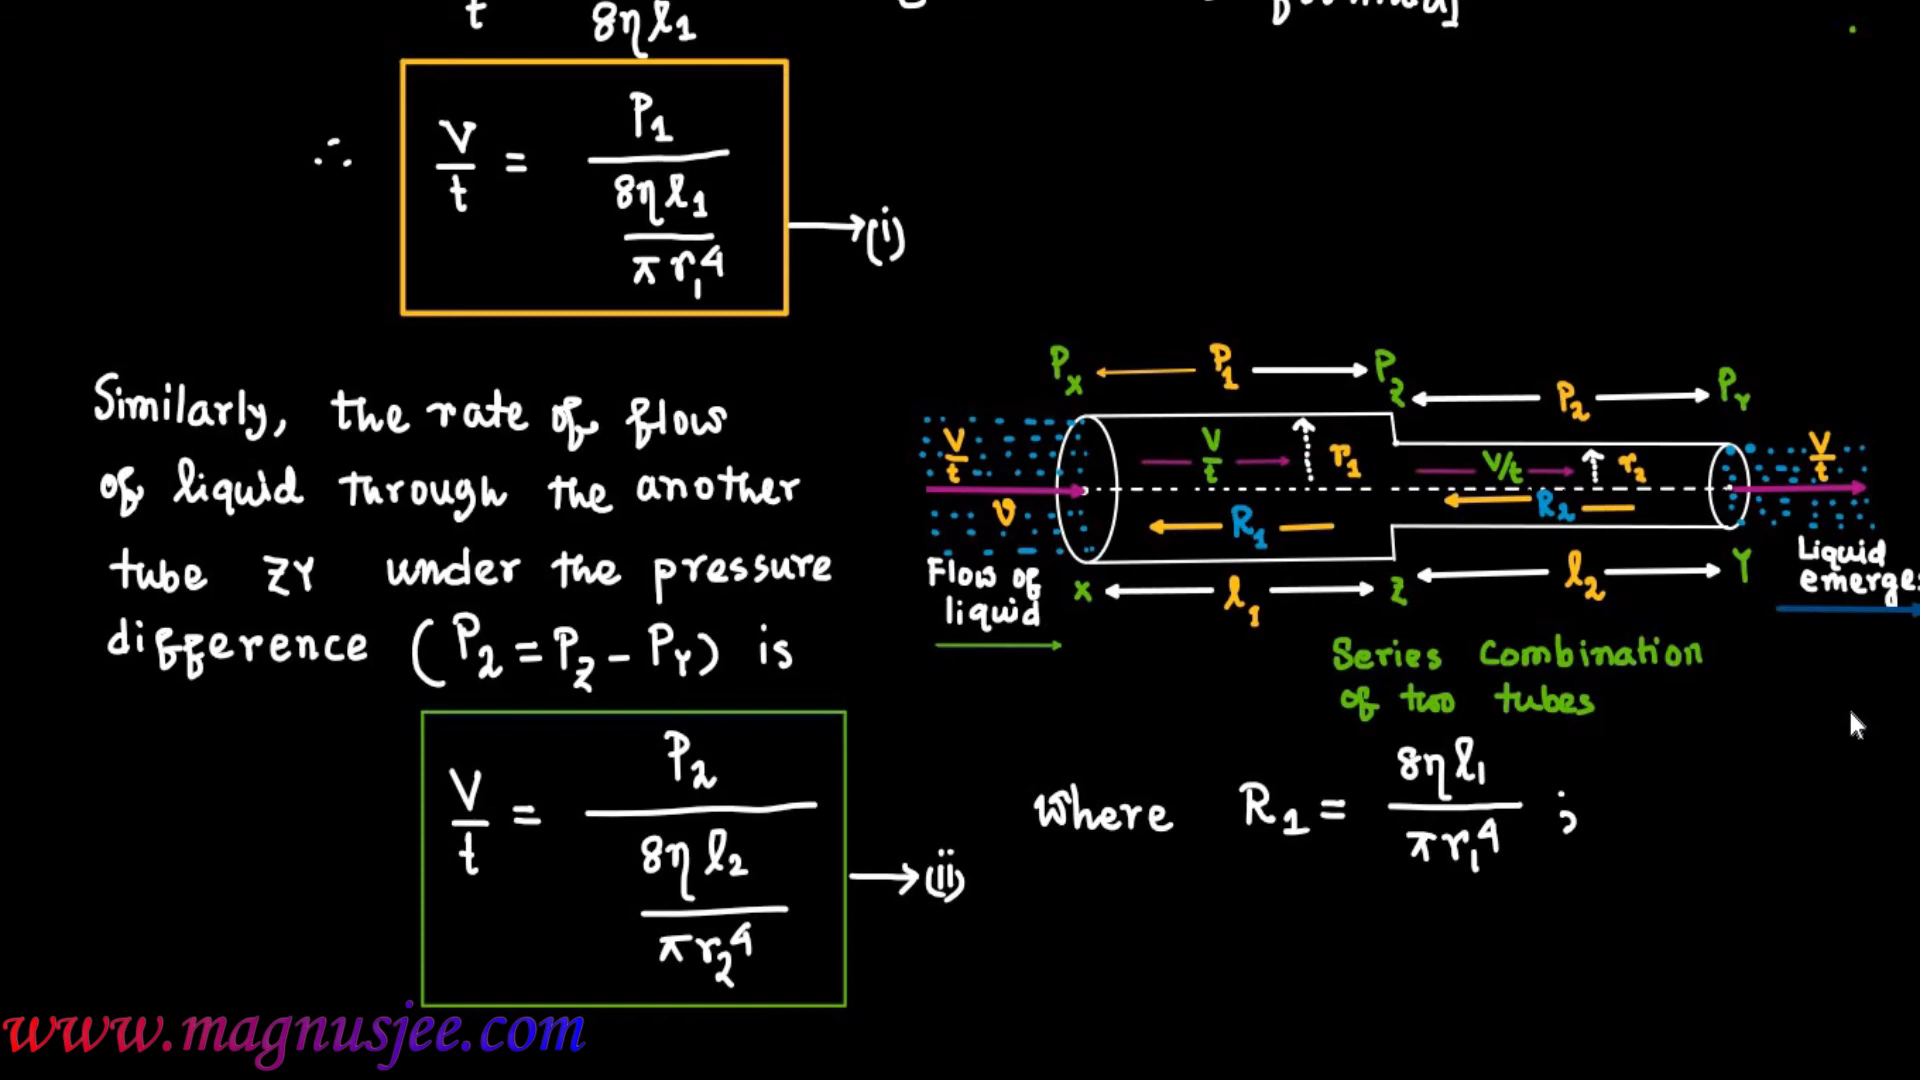 t 8ηl₁
∴ V/t = P₁ / (8ηl₁ / πr₁⁴) → (i)
Similarly, the rate of flow
of liquid through the another
tube ZY under the pressure
difference (P₂ = P_Z - P_Y) is
V/t = P₂ / (8ηl₂ / πr₂⁴) → (ii)
P_X P₁ P_Z P₂ P_Y
V/t V/t r₁ V/t r₂ V/t
v R₁ R₂
Flow of
liquid
X l₁ Z l₂ Y
Liquid
emerge
Series Combination
of two tubes
where R₁ = 8ηl₁ / πr₁⁴ ;
www.magnusjee.com